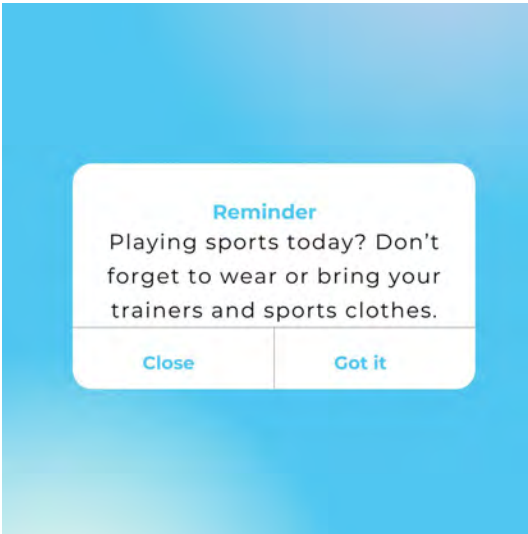 Reminder
Playing sports today? Don’t
forget to wear or bring your
trainers and sports clothes.
Close
Got it